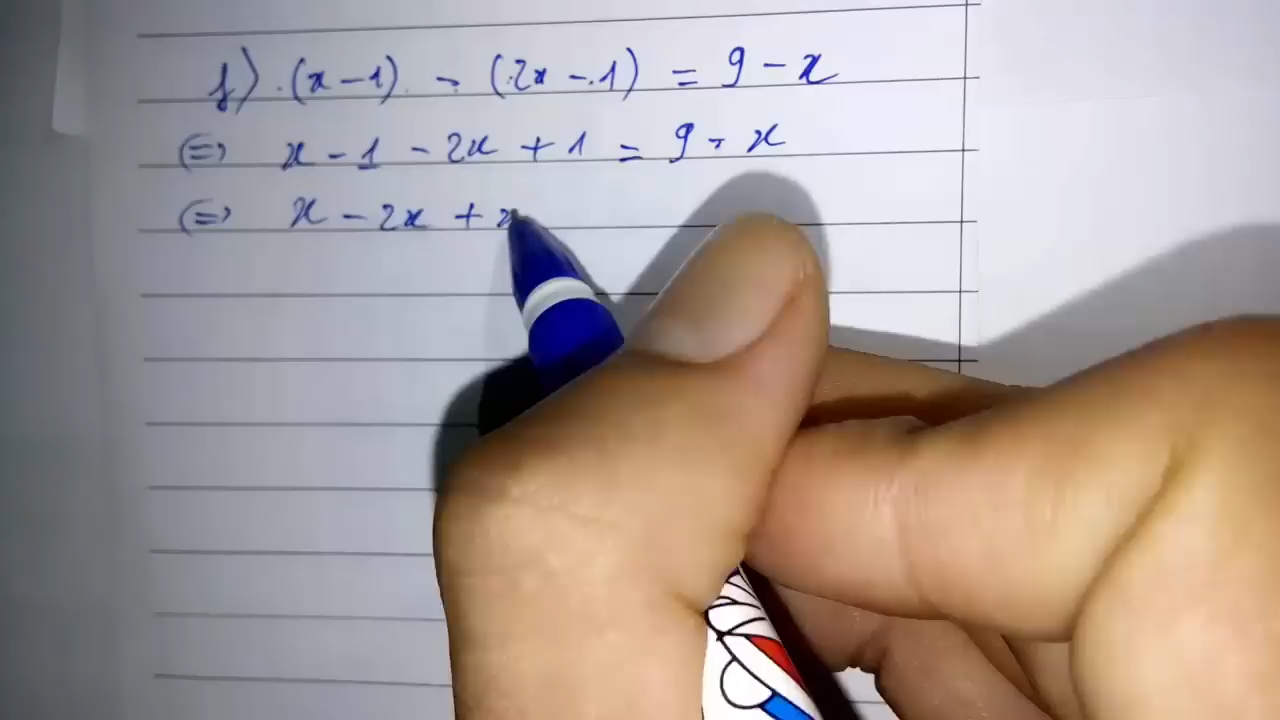 f) (x - 1) - (2x - 1) = 9 - x
⇔ x - 1 - 2x + 1 = 9 - x
⇔ x - 2x + x